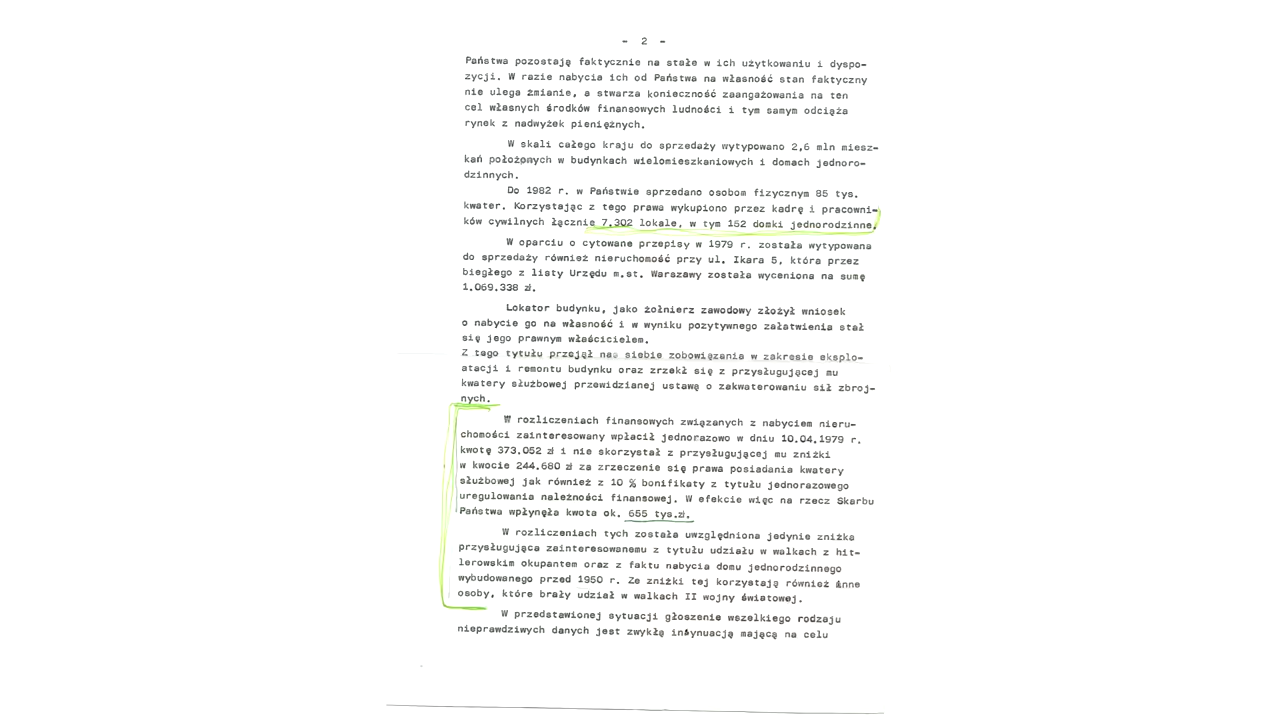 - 2 -
Państwa pozostają faktycznie na stałe w ich użytkowaniu i dyspo-
zycji. W razie nabycia ich od Państwa na własność stan faktyczny
nie ulega zmianie, a stwarza konieczność zaangażowania na ten
cel własnych środków finansowych ludności i tym samym odciąża
rynek z nadwyżek pieniężnych.
W skali całego kraju do sprzedaży wytypowano 2,6 mln miesz-
kań położonych w budynkach wielomieszkaniowych i domach jednoro-
dzinnych.
Do 1982 r. w Państwie sprzedano osobom fizycznym 85 tys.
kwater. Korzystając z tego prawa wykupiono przez kadrę i pracowni-
ków cywilnych łącznie 7.302 lokale, w tym 152 domki jednorodzinne.
W oparciu o cytowane przepisy w 1979 r. została wytypowana
do sprzedaży również nieruchomość przy ul. Ikara 5, która przez
biegłego z listy Urzędu m.st. Warszawy została wyceniona na sumę
1.069.338 zł.
Lokator budynku, jako żołnierz zawodowy złożył wniosek
o nabycie go na własność i w wyniku pozytywnego załatwienia stał
się jego prawnym właścicielem.
Z tego tytułu przejął na siebie zobowiązania w zakresie eksplo-
atacji i remontu budynku oraz zrzekł się z przysługującej mu
kwatery służbowej przewidzianej ustawą o zakwaterowaniu sił zbroj-
nych.
W rozliczeniach finansowych związanych z nabyciem nieru-
chomości zainteresowany wpłacił jednorazowo w dniu 10.04.1979 r.
kwotę 373.052 zł i nie skorzystał z przysługującej mu zniżki
w kwocie 244.680 zł za zrzeczenie się prawa posiadania kwatery
służbowej jak również z 10 % bonifikaty z tytułu jednorazowego
uregulowania należności finansowej. W efekcie więc na rzecz Skarbu
Państwa wpłynęła kwota ok. 655 tys.zł.
W rozliczeniach tych została uwzględniona jedynie zniżka
przysługująca zainteresowanemu z tytułu udziału w walkach z hit-
lerowskim okupantem oraz z faktu nabycia domu jednorodzinnego
wybudowanego przed 1950 r. Ze zniżki tej korzystają również inne
osoby, które brały udział w walkach II wojny światowej.
W przedstawionej sytuacji głoszenie wszelkiego rodzaju
nieprawdziwych danych jest zwykłą insynuacją mającą na celu